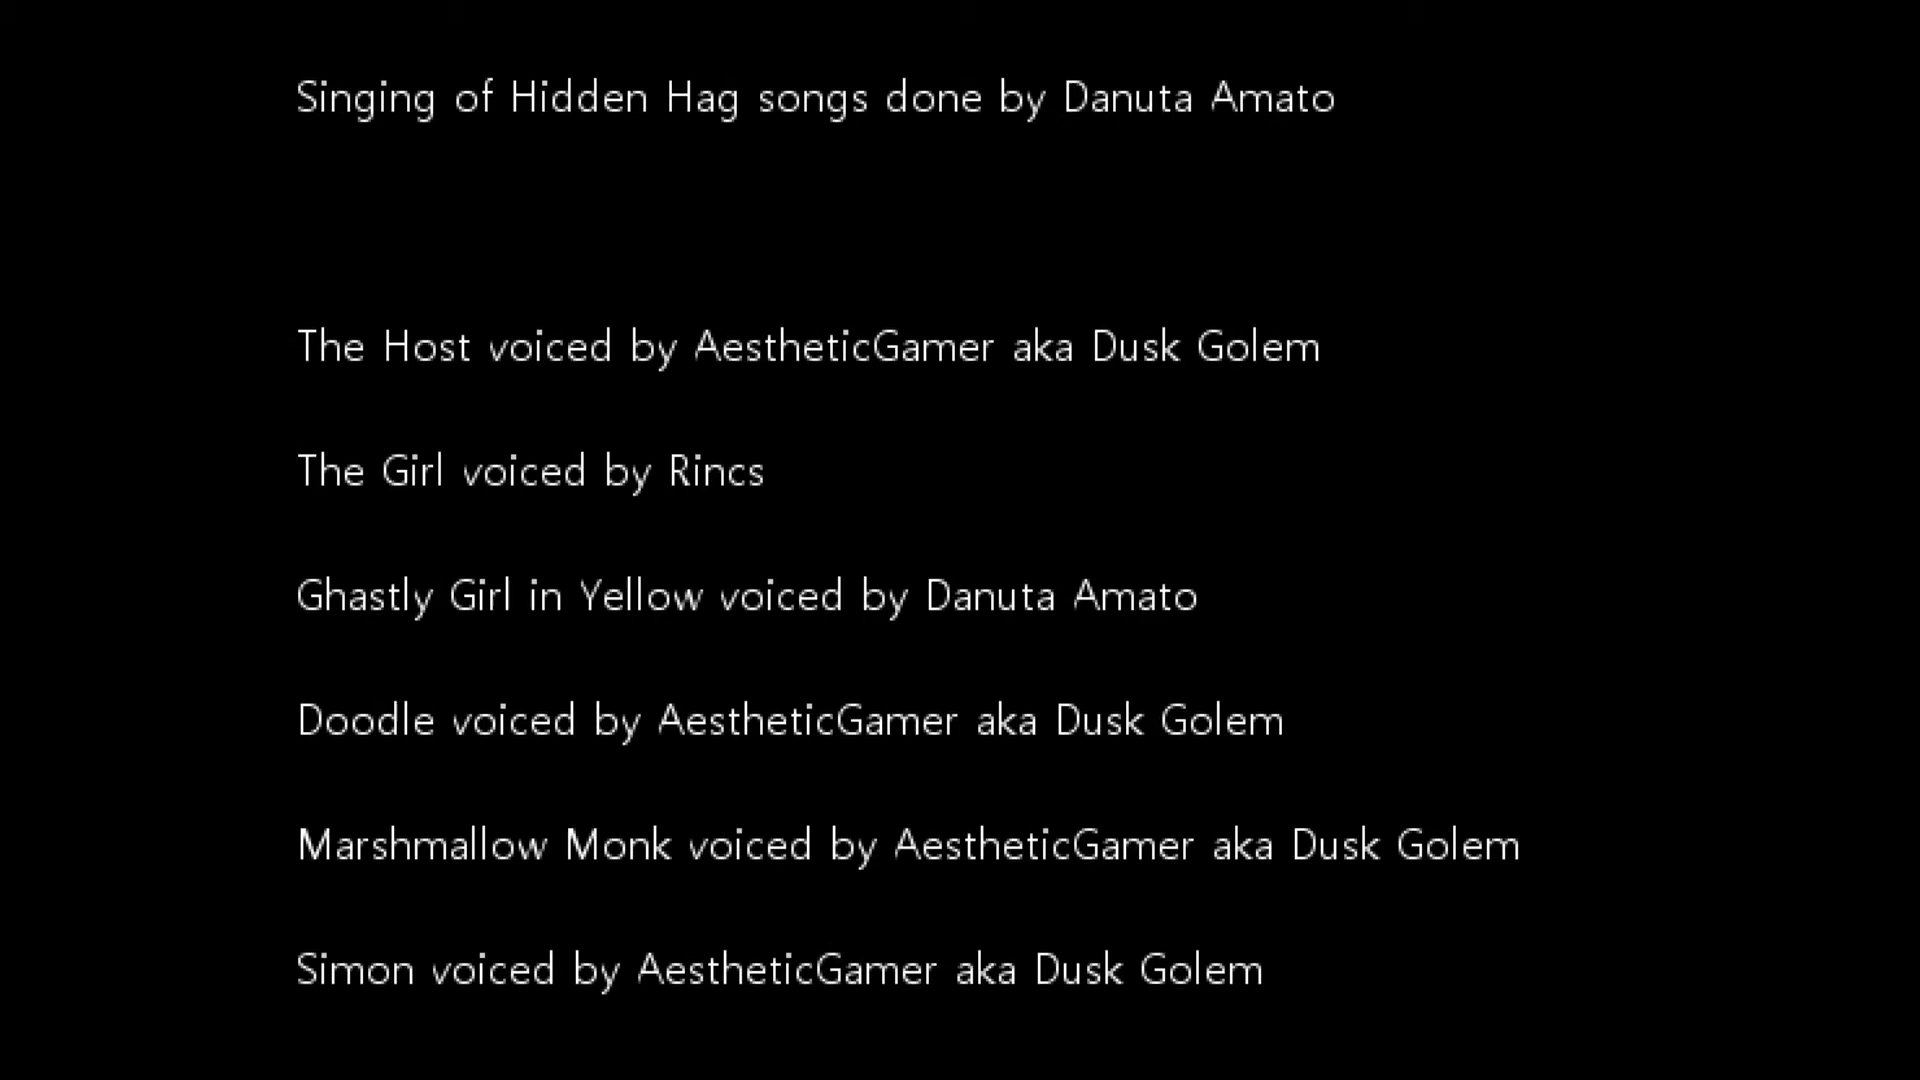 Singing of Hidden Hag songs done by Danuta Amato
The Host voiced by AestheticGamer aka Dusk Golem
The Girl voiced by Rincs
Ghastly Girl in Yellow voiced by Danuta Amato
Doodle voiced by AestheticGamer aka Dusk Golem
Marshmallow Monk voiced by AestheticGamer aka Dusk Golem
Simon voiced by AestheticGamer aka Dusk Golem